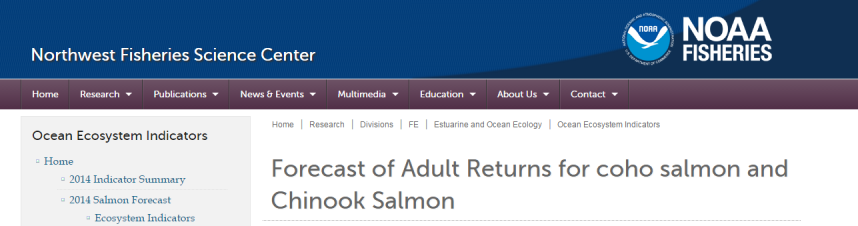 Northwest Fisheries Science Center
NOAA
NOAA
FISHERIES
Home Research Publications News & Events Multimedia Education About Us Contact
Ocean Ecosystem Indicators
Home
2014 Indicator Summary
2014 Salmon Forecast
Ecosystem Indicators
Home | Research | Divisions | FE | Estuarine and Ocean Ecology | Ocean Ecosystem Indicators
Forecast of Adult Returns for coho salmon and
Chinook Salmon